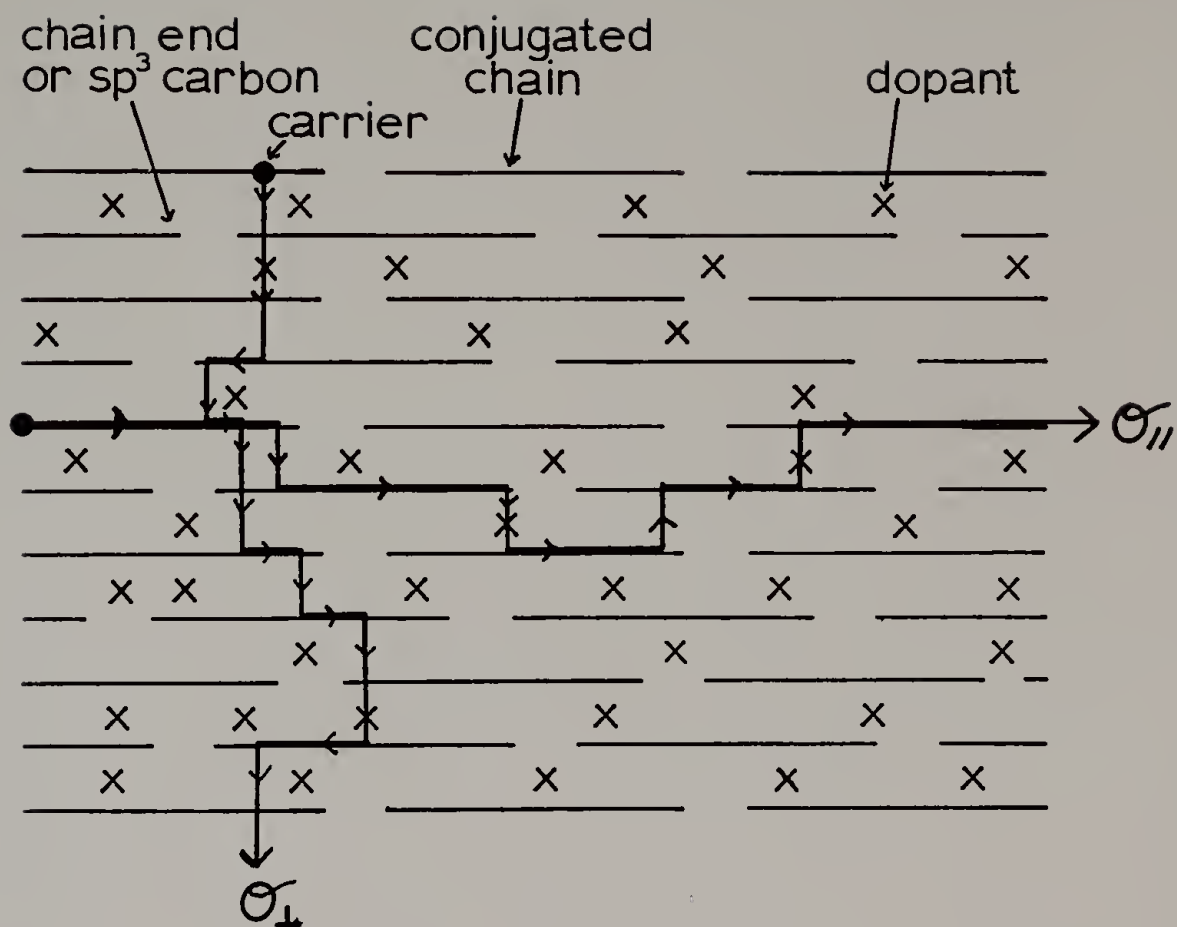 chain end
or sp³ carbon
conjugated
chain
dopant
carrier
σ//
σ⊥